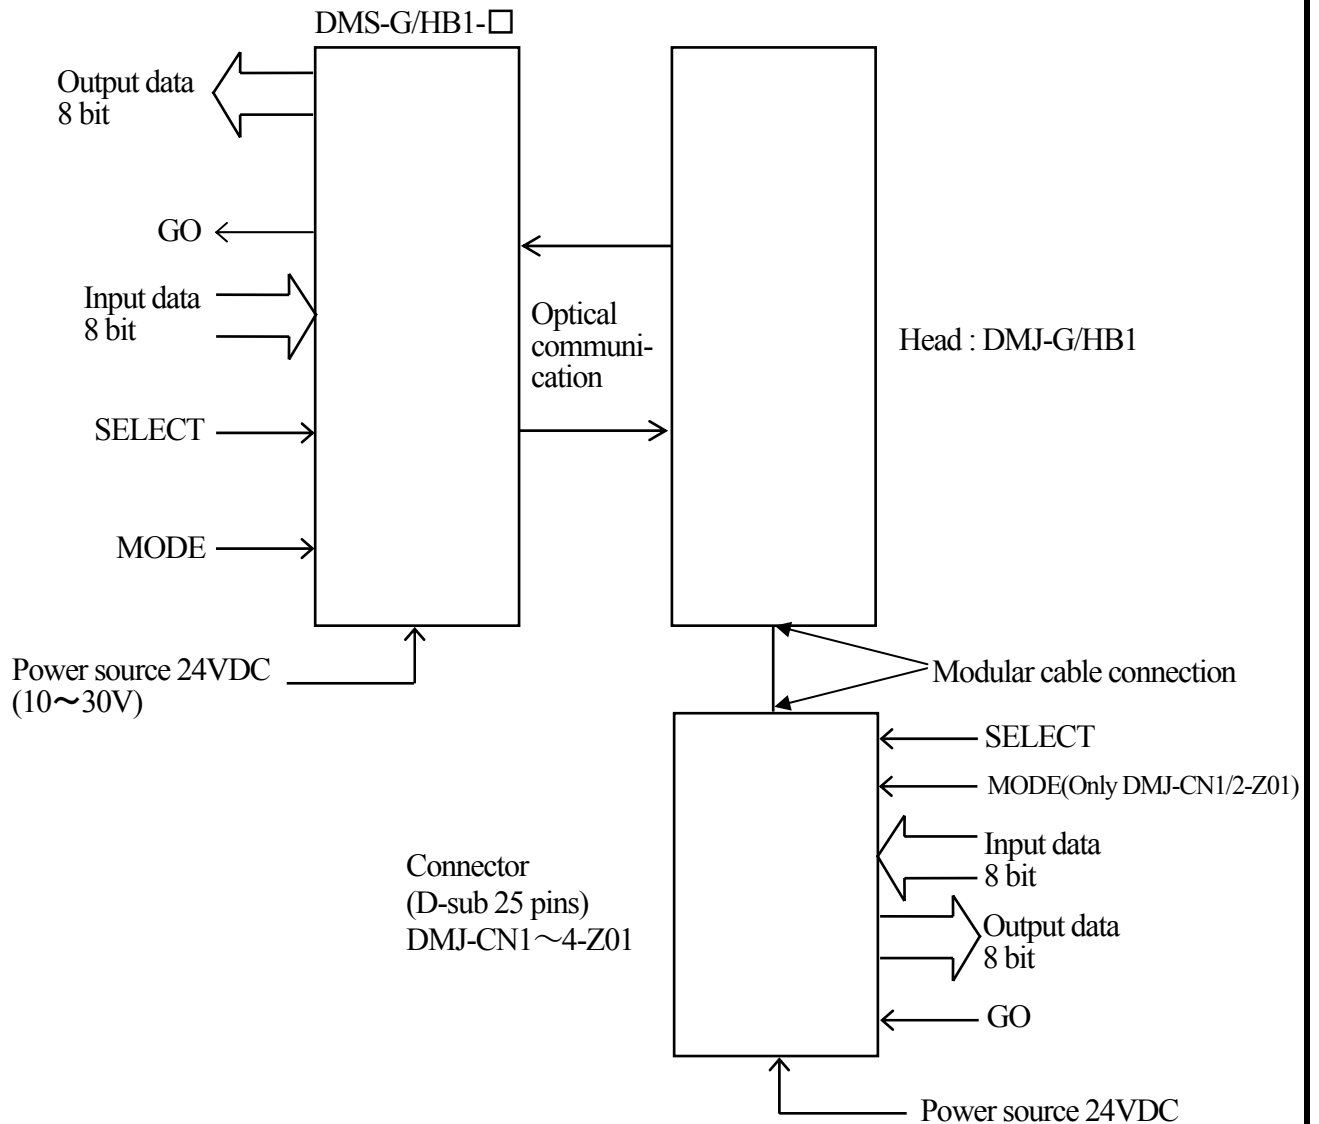 DMS-G/HB1-□
Output data
8 bit
GO
Input data
8 bit
Optical
communi-
cation
Head : DMJ-G/HB1
SELECT
MODE
Power source 24VDC
(10～30V)
Modular cable connection
SELECT
MODE(Only DMJ-CN1/2-Z01)
Input data
8 bit
Connector
(D-sub 25 pins)
DMJ-CN1～4-Z01
Output data
8 bit
GO
Power source 24VDC